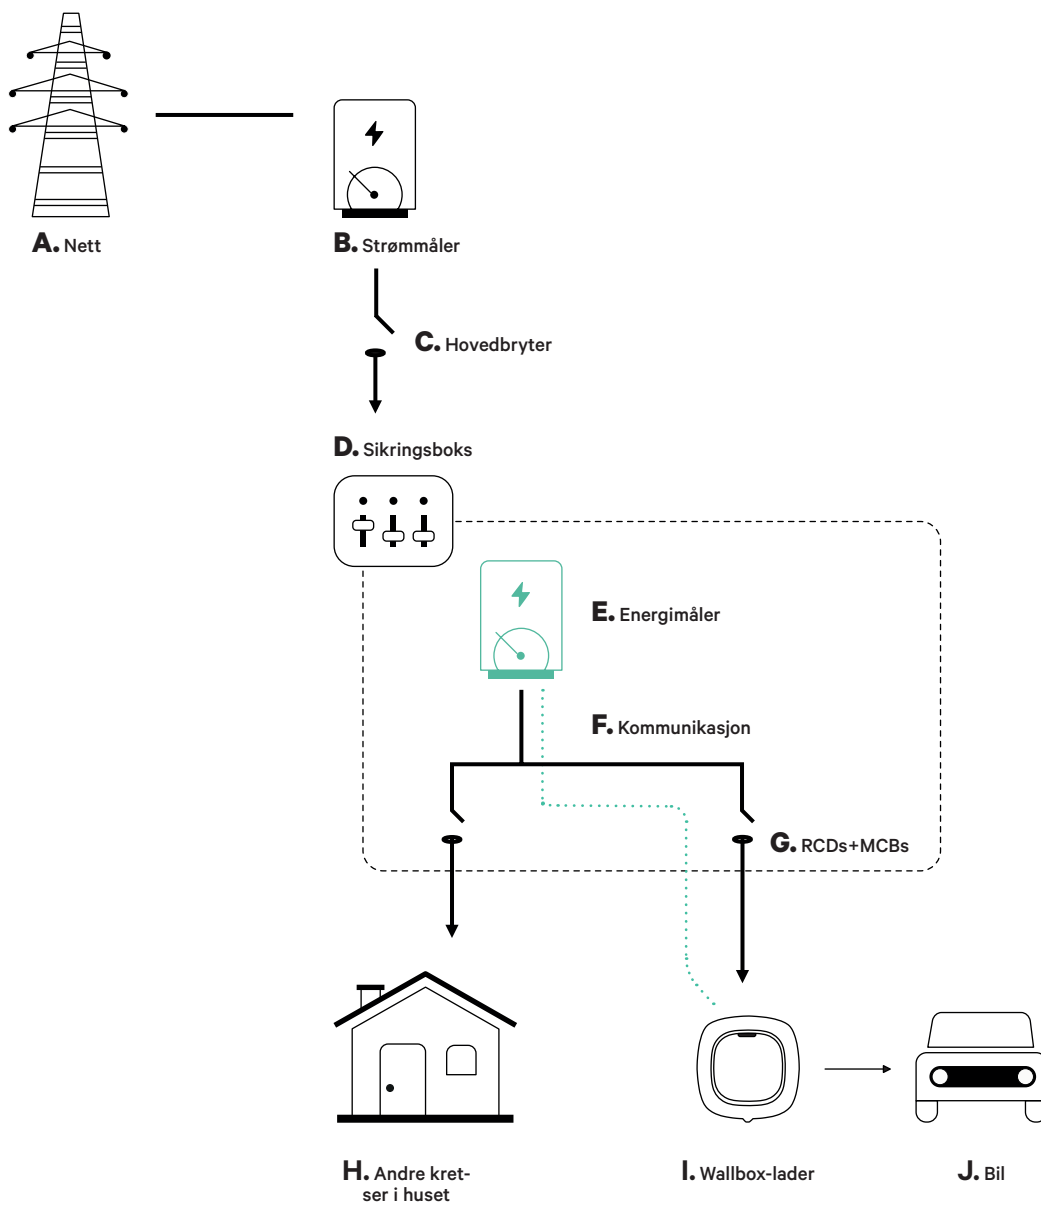 A. Nett
B. Strømmåler
C. Hovedbryter
D. Sikringsboks
E. Energimåler
F. Kommunikasjon
G. RCDs+MCBs
H. Andre kret-
ser i huset
I. Wallbox-lader
J. Bil